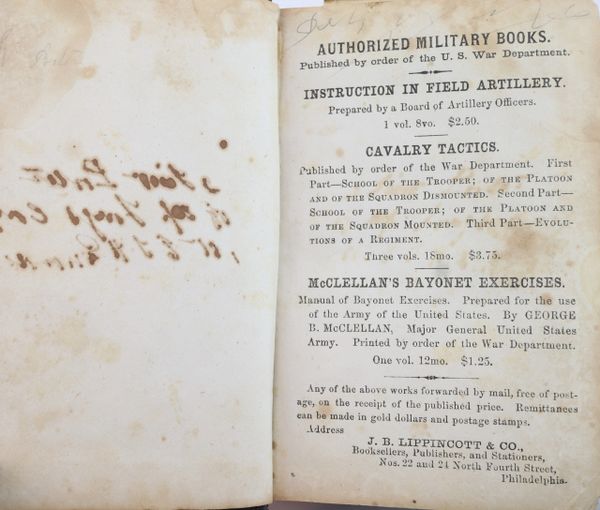 AUTHORIZED MILITARY BOOKS.
Published by order of the U. S. War Department.
INSTRUCTION IN FIELD ARTILLERY.
Prepared by a Board of Artillery Officers.
1 vol. 8vo. $2.50.
CAVALRY TACTICS.
Published by order of the War Department. First
Part—School of the Trooper; of the Platoon
and of the Squadron Dismounted. Second Part—
School of the Trooper; of the Platoon and
of the Squadron Mounted. Third Part—Evolu-
tions of a Regiment.
Three vols. 18mo. $3.75.
McCLELLAN'S BAYONET EXERCISES.
Manual of Bayonet Exercises. Prepared for the use
of the Army of the United States. By GEORGE
B. McCLELLAN, Major General United States
Army. Printed by order of the War Department.
One vol. 12mo. $1.25.
Any of the above works forwarded by mail, free of post-
age, on the receipt of the published price. Remittances
can be made in gold dollars and postage stamps.
Address
J. B. LIPPINCOTT & CO.,
Booksellers, Publishers, and Stationers,
Nos. 22 and 24 North Fourth Street,
Philadelphia.